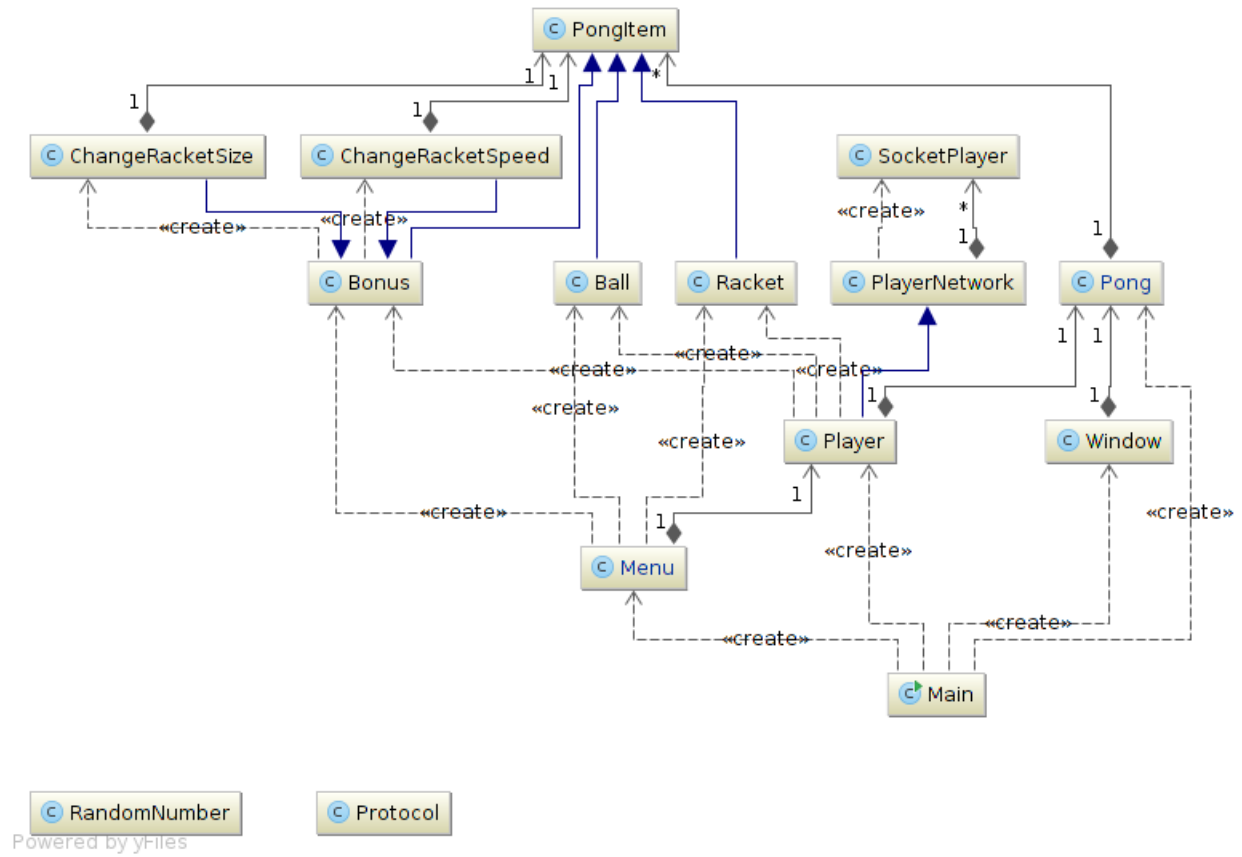 C PongItem
1
1
*
1
1
C ChangeRacketSize
C ChangeRacketSpeed
C SocketPlayer
«create»
«create»
«create»
*
1
1
C Bonus
C Ball
C Racket
C PlayerNetwork
C Pong
1
1
«create»
«create»
«create»
1
1
«create»
«create»
C Player
C Window
1
1
«create»
«create»
«create»
C Menu
«create»
«create»
C Main
C RandomNumber
C Protocol
Powered by yFiles